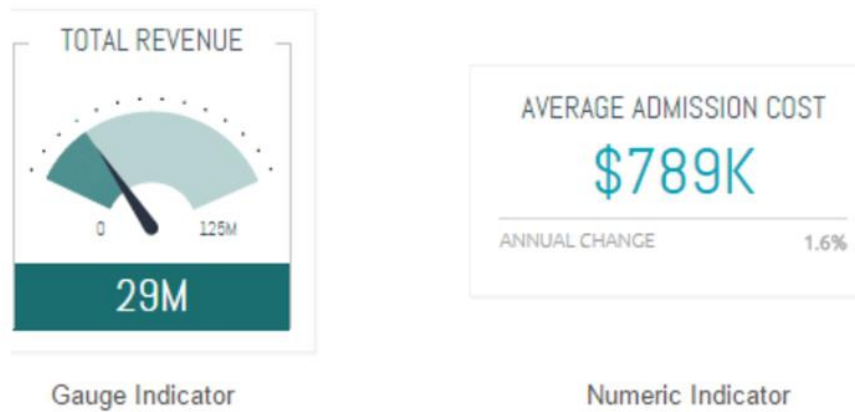 TOTAL REVENUE
0
125M
29M
Gauge Indicator
AVERAGE ADMISSION COST
$789K
ANNUAL CHANGE 1.6%
Numeric Indicator